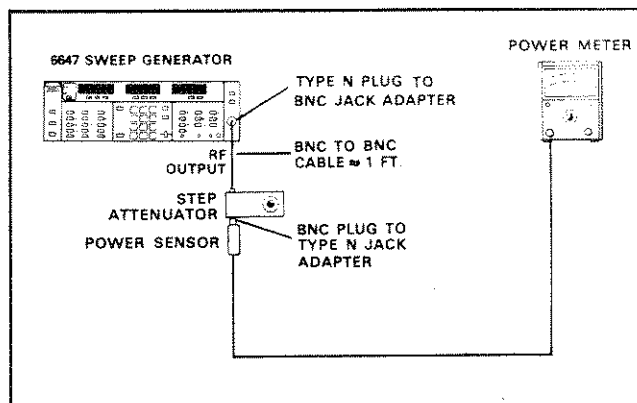 6647 SWEEP GENERATOR
POWER METER
TYPE N PLUG TO
BNC JACK ADAPTER
RF
OUTPUT
BNC TO BNC
CABLE ≈ 1 FT.
STEP
ATTENUATOR
POWER SENSOR
BNC PLUG TO
TYPE N JACK
ADAPTER